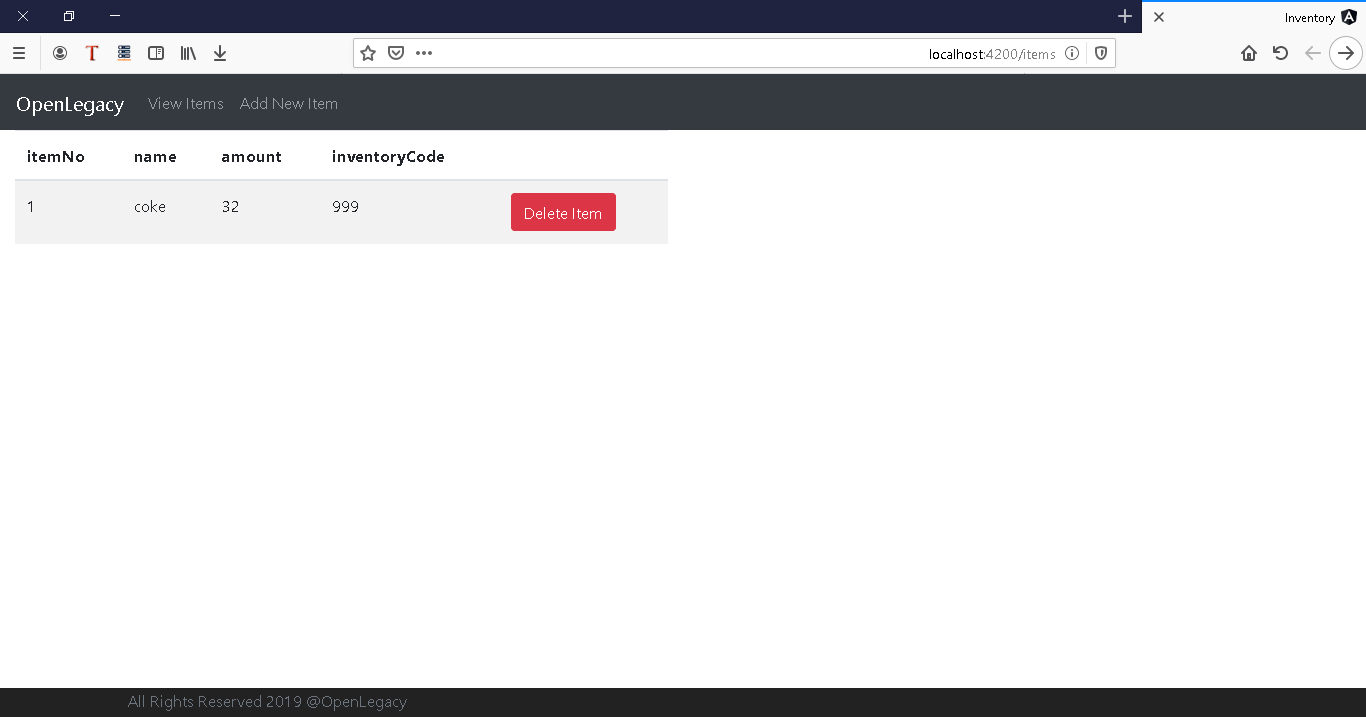 Inventory
localhost:4200/items
OpenLegacy View Items Add New Item
itemNo name amount inventoryCode
1 coke 32 999 Delete Item
All Rights Reserved 2019 @OpenLegacy